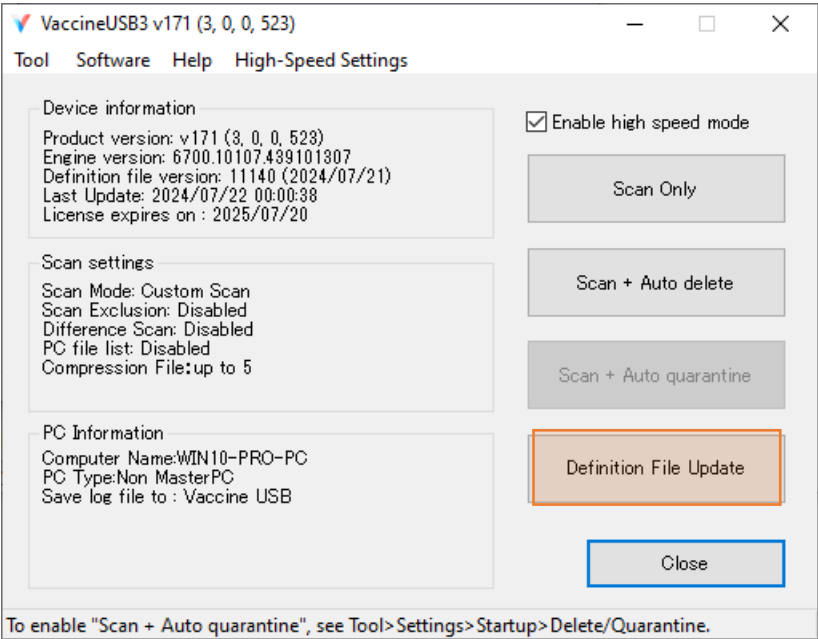 VaccineUSB3 v171 (3, 0, 0, 523)
Tool Software Help High-Speed Settings
Device information
Product version: v171 (3, 0, 0, 523)
Engine version: 6700.10107.439101307
Definition file version: 11140 (2024/07/21)
Last Update: 2024/07/22 00:00:38
License expires on : 2025/07/20
Enable high speed mode
Scan Only
Scan settings
Scan Mode: Custom Scan
Scan Exclusion: Disabled
Difference Scan: Disabled
PC file list: Disabled
Compression File:up to 5
Scan + Auto delete
Scan + Auto quarantine
PC Information
Computer Name:WIN10-PRO-PC
PC Type:Non MasterPC
Save log file to : Vaccine USB
Definition File Update
Close
To enable "Scan + Auto quarantine", see Tool>Settings>Startup>Delete/Quarantine.